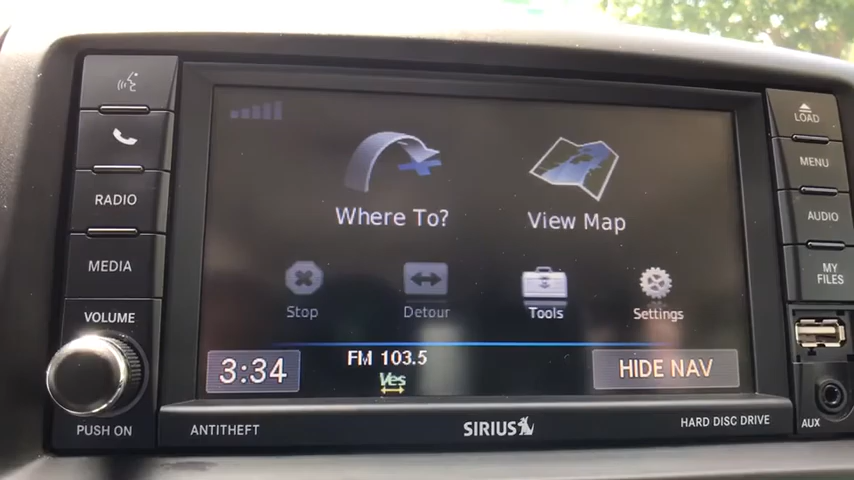 LOAD
MENU
RADIO
AUDIO
MEDIA
MY
FILES
Where To?
View Map
Stop
Detour
Tools
Settings
VOLUME
3:34
FM 103.5
Yes
HIDE NAV
PUSH ON
ANTITHEFT
SIRIUS
HARD DISC DRIVE
AUX